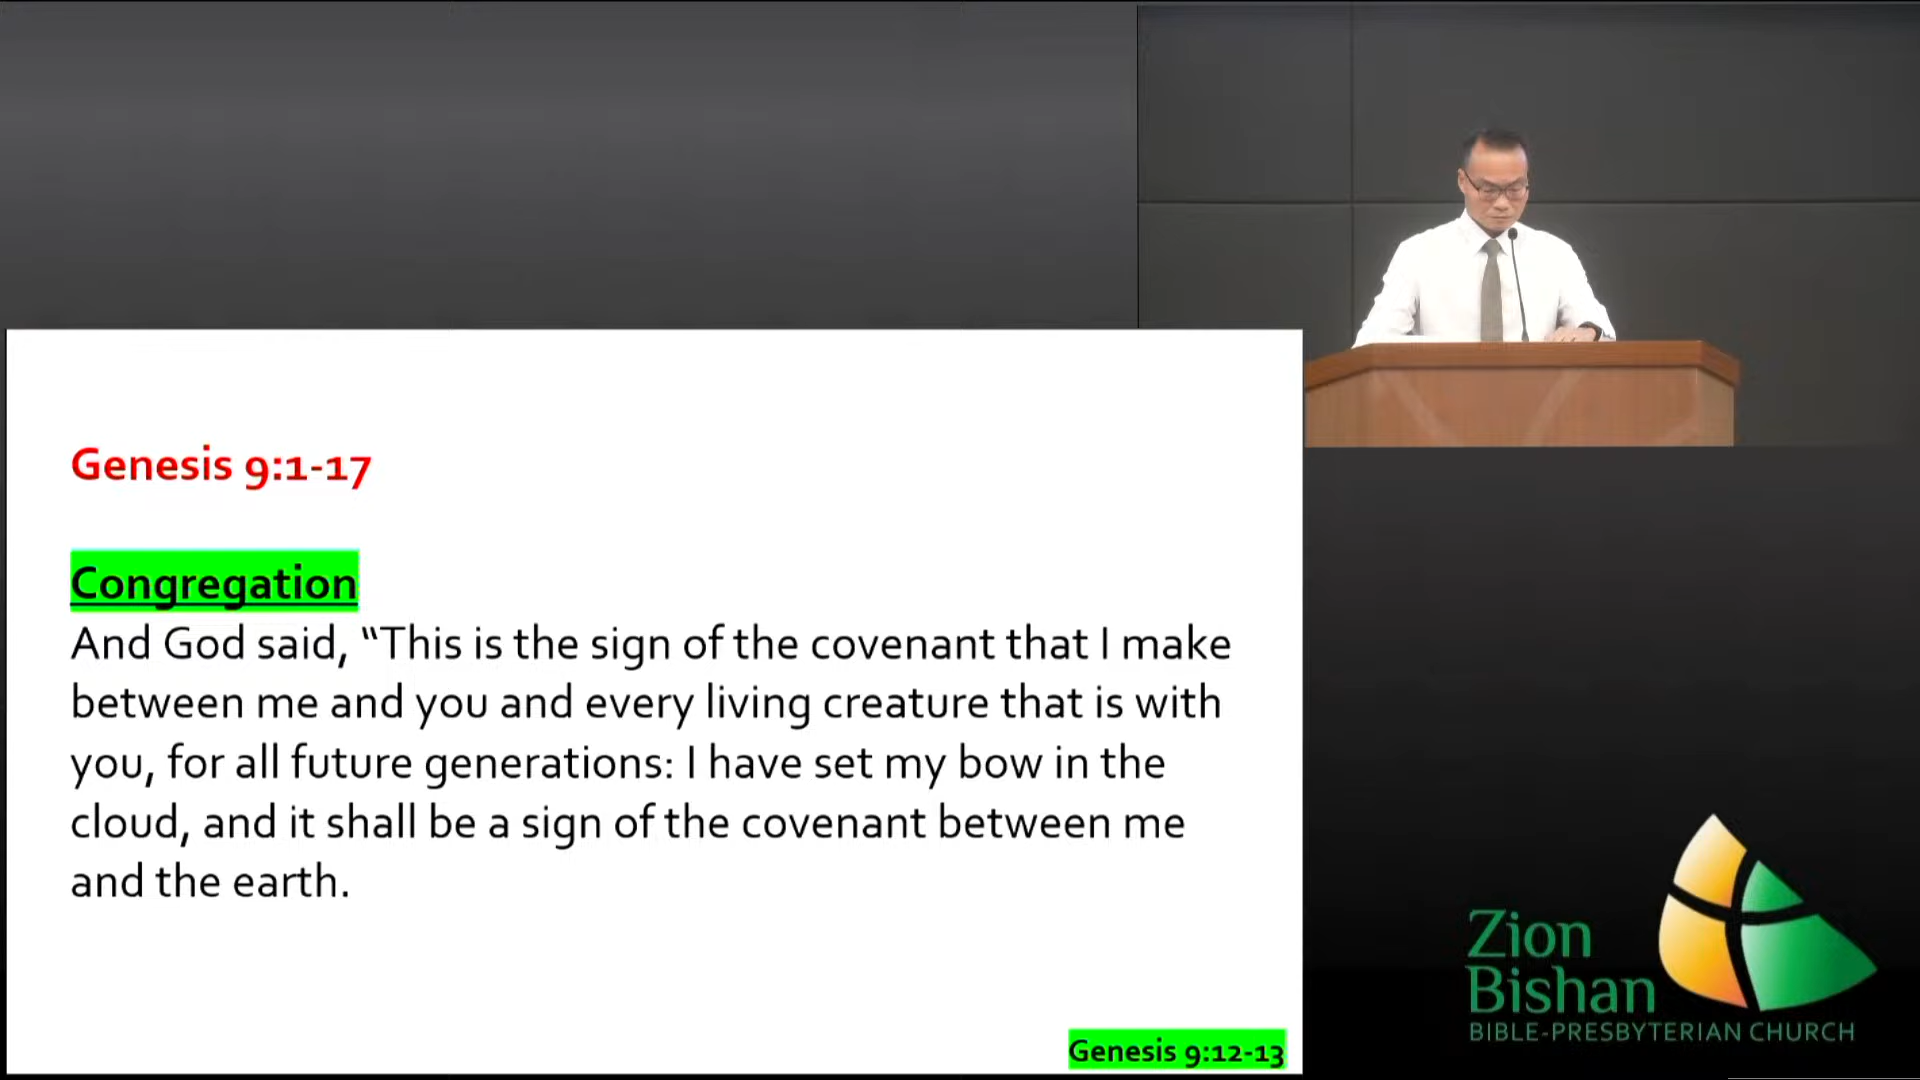 Genesis 9:1-17
Congregation
And God said, “This is the sign of the covenant that I make
between me and you and every living creature that is with
you, for all future generations: I have set my bow in the
cloud, and it shall be a sign of the covenant between me
and the earth.
Genesis 9:12-13
Zion
Bishan
BIBLE-PRESBYTERIAN CHURCH